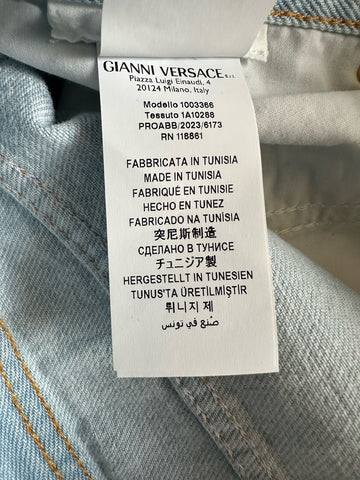 GIANNI VERSACE S.r.l.
Piazza Luigi Einaudi, 4
20124 Milano, Italy
Modello 1003366
Tessuto 1A10288
PROABB/2023/6173
RN 118861
FABBRICATA IN TUNISIA
MADE IN TUNISIA
FABRIQUÉ EN TUNISIE
HECHO EN TUNEZ
FABRICADO NA TUNÍSIA
突尼斯制造
СДЕЛАНО В ТУНИСЕ
チュニジア製
HERGESTELLT IN TUNESIEN
TUNUS'TA ÜRETİLMİŞTİR
튀니지제
صُنع في تونس